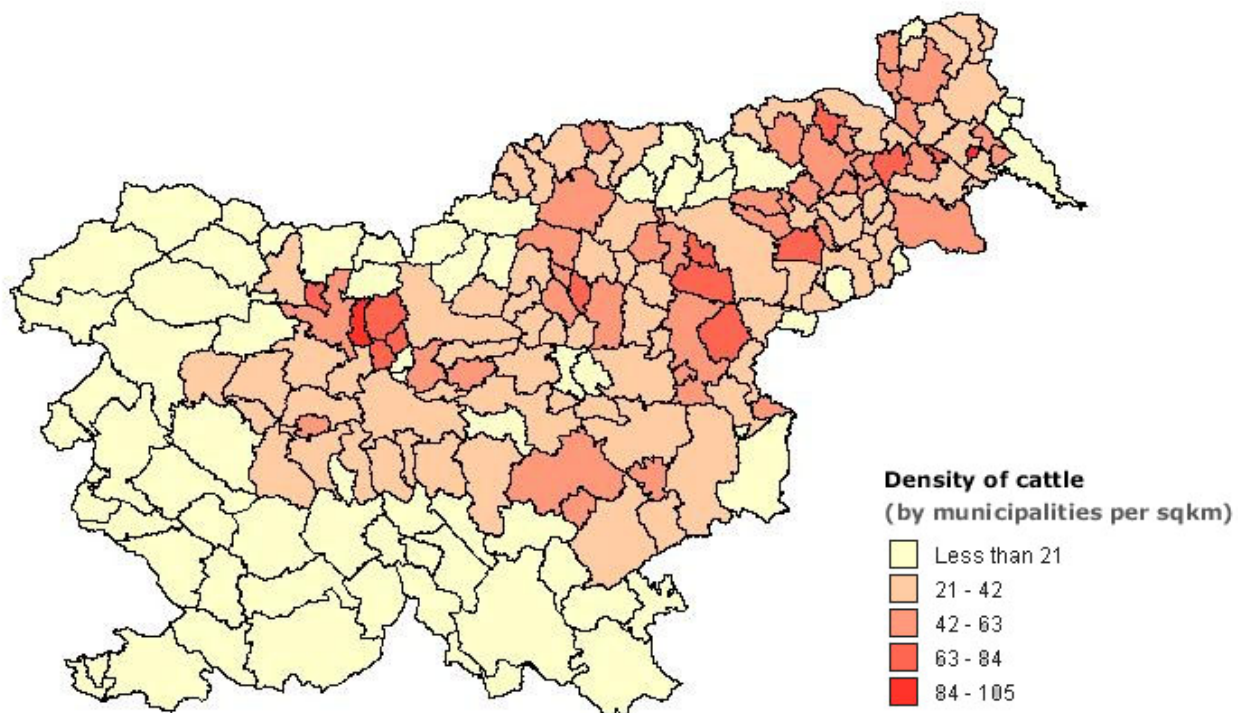 Density of cattle
(by municipalities per sqkm)
Less than 21
21 - 42
42 - 63
63 - 84
84 - 105